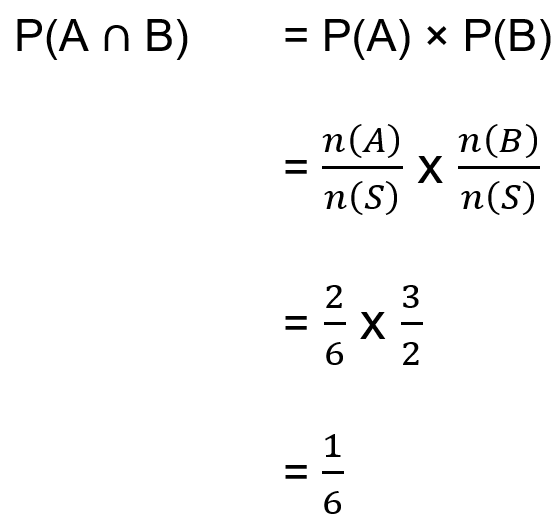 P(A ∩ B) = P(A) × P(B)
= n(A)/n(S) x n(B)/n(S)
= 2/6 x 3/2
= 1/6